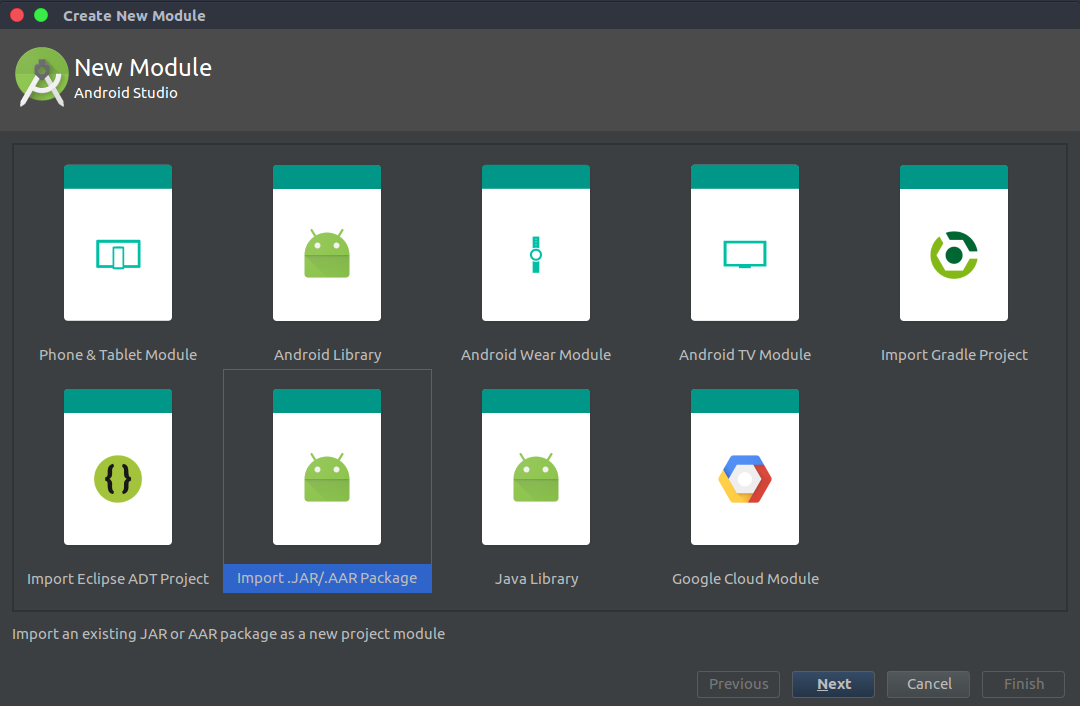 Create New Module
New Module
Android Studio
Phone & Tablet Module
Android Library
Android Wear Module
Android TV Module
Import Gradle Project
Import Eclipse ADT Project
Import .JAR/.AAR Package
Java Library
Google Cloud Module
Import an existing JAR or AAR package as a new project module
Previous
Next
Cancel
Finish